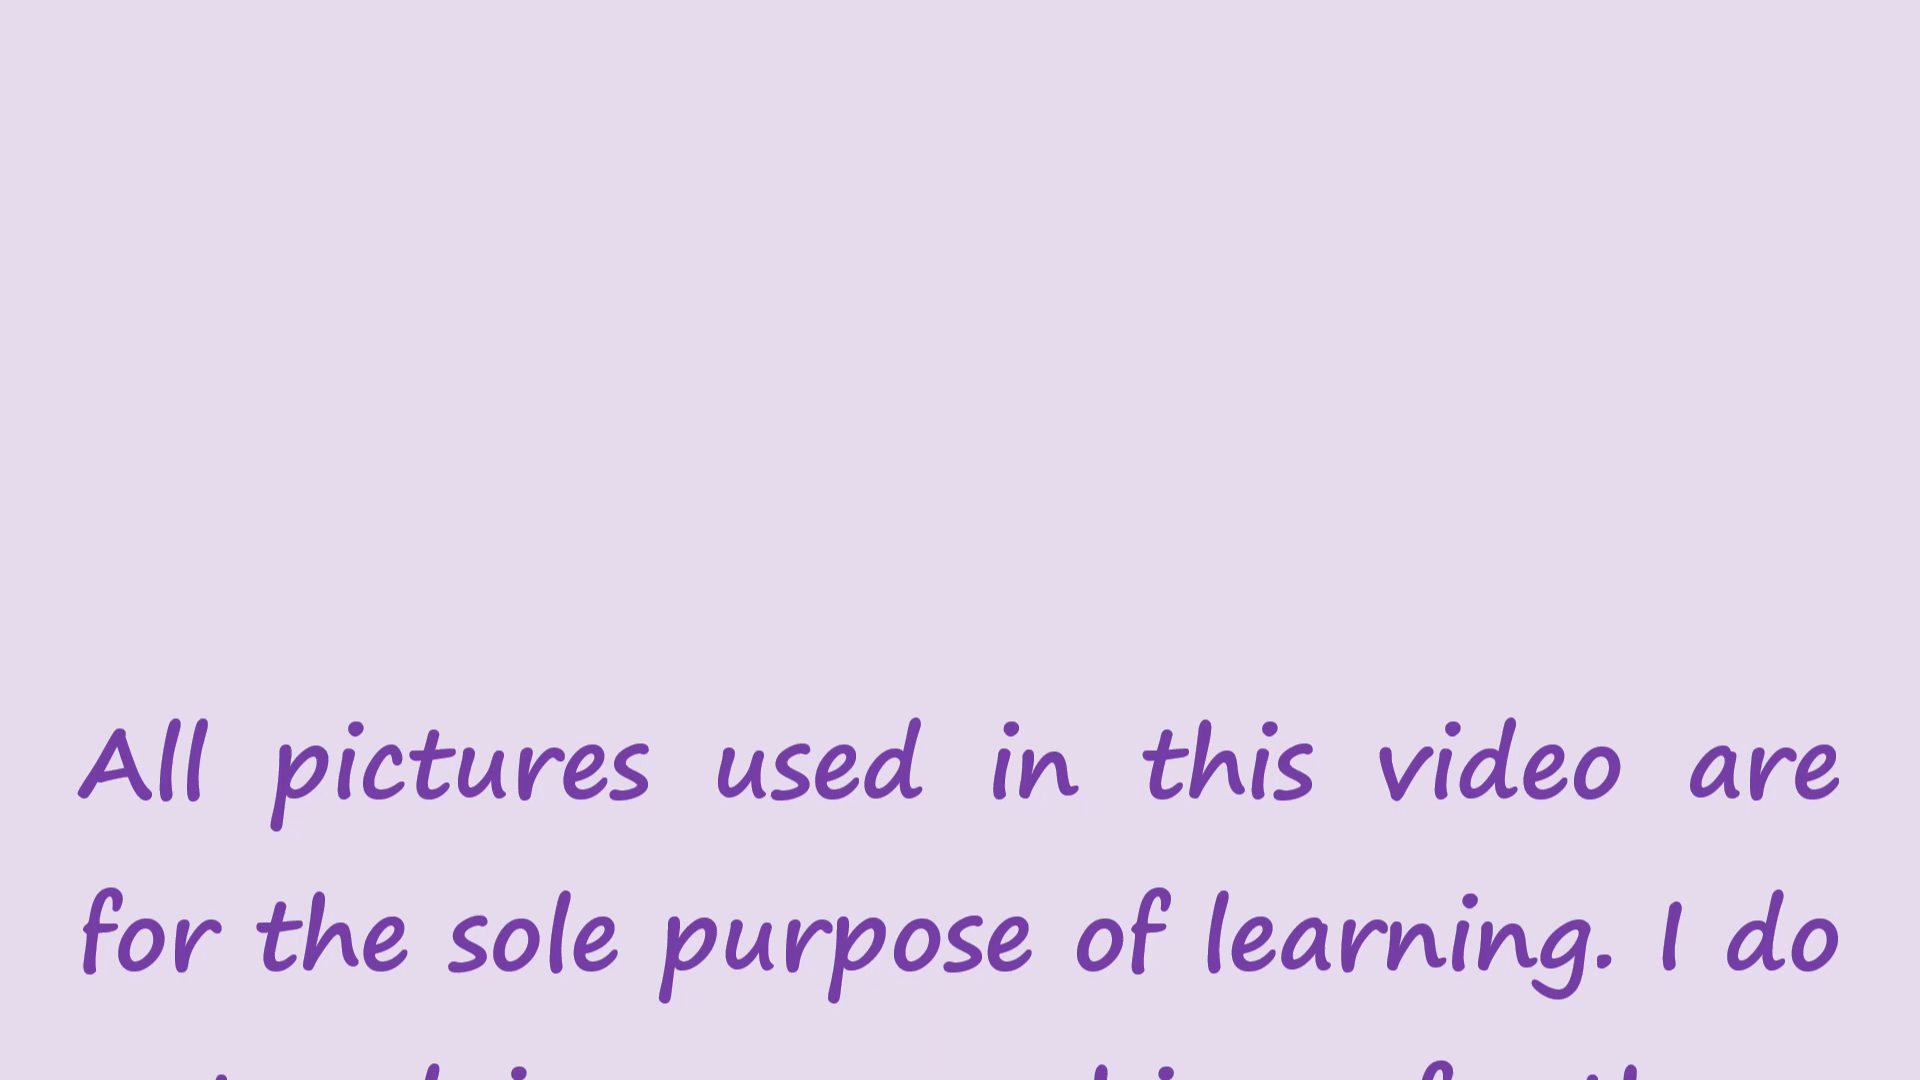 All pictures used in this video are
for the sole purpose of learning. I do